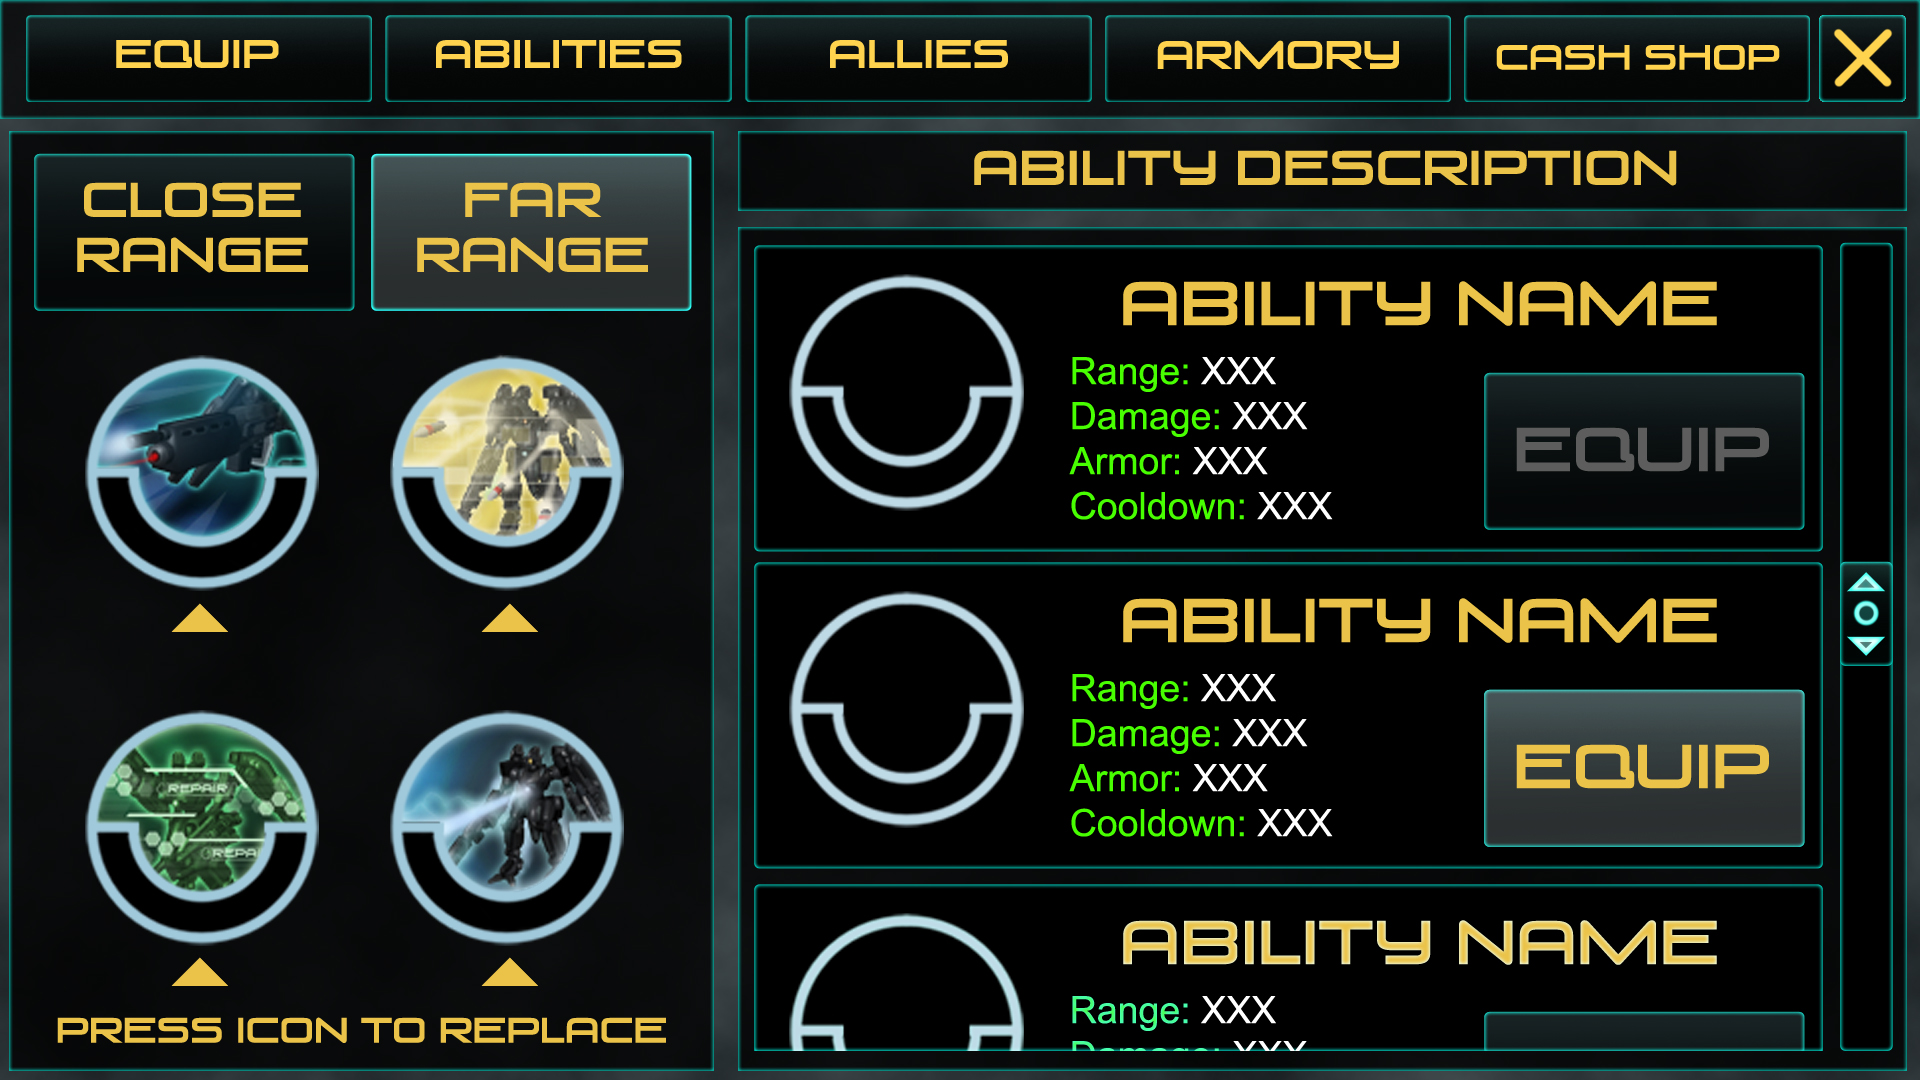 EQUIP
ABILITIES
ALLIES
ARMORY
CASH SHOP
CLOSE
RANGE
FAR
RANGE
REPAIR
PRESS ICON TO REPLACE
ABILITY DESCRIPTION
ABILITY NAME
Range: XXX
Damage: XXX
Armor: XXX
Cooldown: XXX
EQUIP
ABILITY NAME
Range: XXX
Damage: XXX
Armor: XXX
Cooldown: XXX
EQUIP
ABILITY NAME
Range: XXX
Damage: XXX